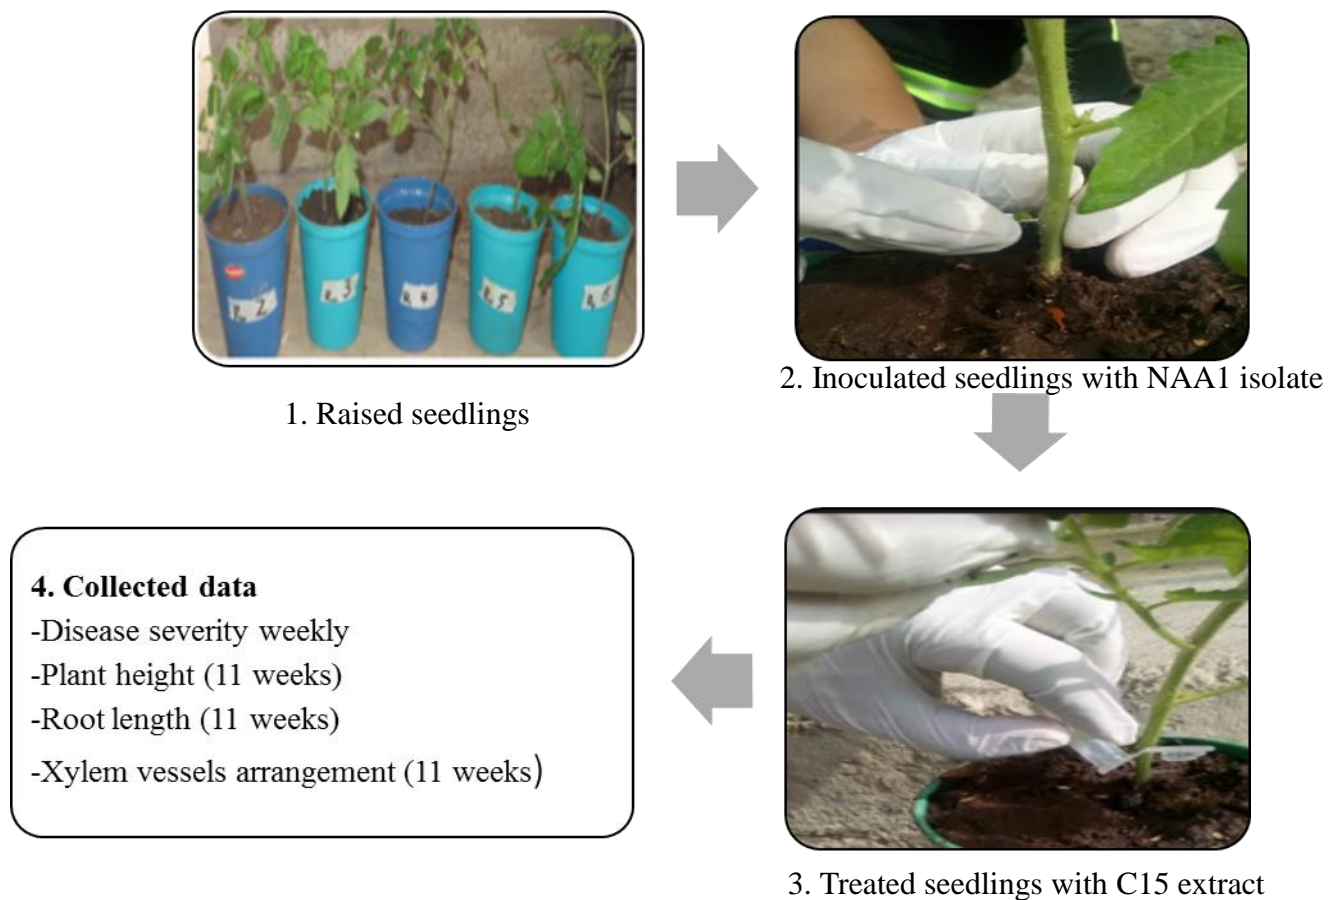 1. Raised seedlings
2. Inoculated seedlings with NAA1 isolate
3. Treated seedlings with C15 extract
4. Collected data
-Disease severity weekly
-Plant height (11 weeks)
-Root length (11 weeks)
-Xylem vessels arrangement (11 weeks)